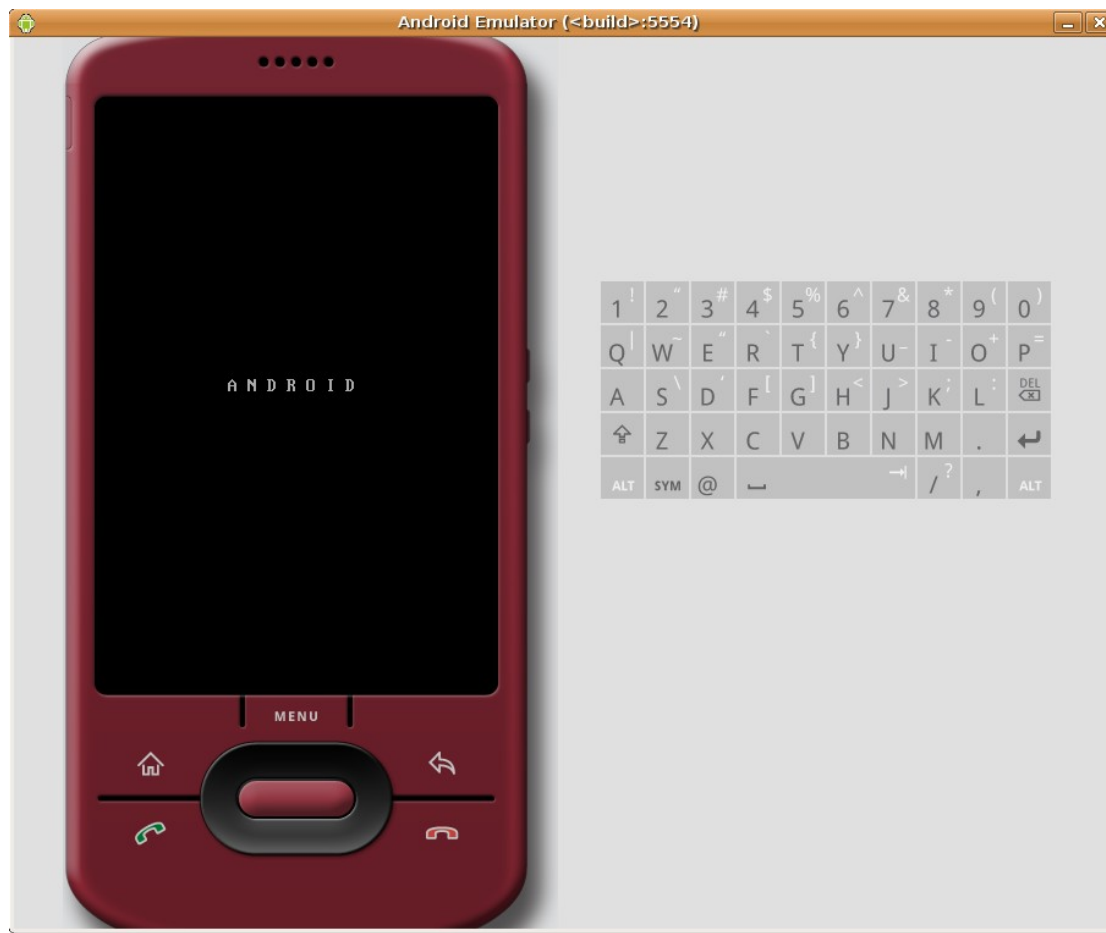 Android Emulator (<build>:5554)
A N D R O I D
MENU
1 ! 2 “ 3 # 4 $ 5 % 6 ^ 7 & 8 * 9 ( 0 )
Q | W ~ E “ R ` T { Y } U _ I - O + P =
A S \ D ´ F [ G ] H < J > K ; L : DEL
Z X C V B N M .
ALT SYM @ / ? , ALT